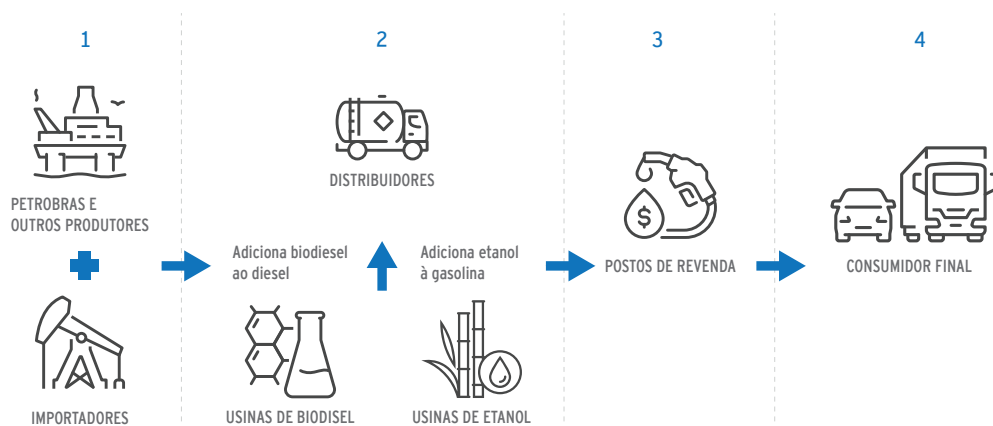 1
2
3
4
PETROBRAS E
OUTROS PRODUTORES
IMPORTADORES
DISTRIBUIDORES
Adiciona biodiesel
ao diesel
Adiciona etanol
à gasolina
USINAS DE BIODISEL
USINAS DE ETANOL
$
POSTOS DE REVENDA
CONSUMIDOR FINAL